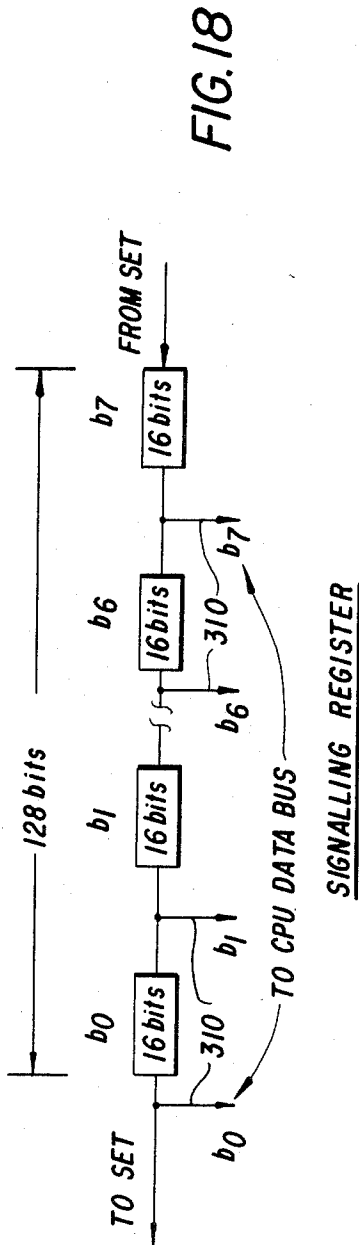 128 bits
b0 b1 b6 b7
TO SET 16 bits 16 bits 16 bits 16 bits FROM SET
310 310
b0 b1 b6 b7
TO CPU DATA BUS
SIGNALLING REGISTER
FIG.18